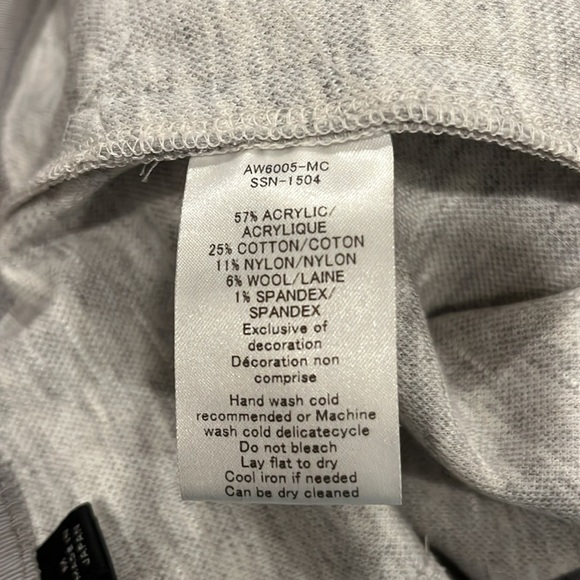 AW6005-MC
SSN-1504
57% ACRYLIC/
ACRYLIQUE
25% COTTON/COTON
11% NYLON/NYLON
6% WOOL/LAINE
1% SPANDEX/
SPANDEX
Exclusive of
decoration
Décoration non
comprise
Hand wash cold
recommended or Machine
wash cold delicatecycle
Do not bleach
Lay flat to dry
Cool iron if needed
Can be dry cleaned
JAPAN